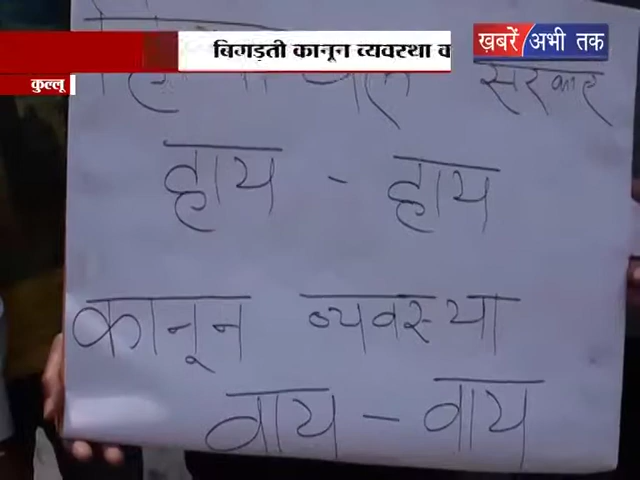 बिगड़ती कानून व्यवस्था व
ख़बरें अभी तक
कुल्लू
सरकार
हाय - हाय
कानून व्यवस्था
वाय - वाय